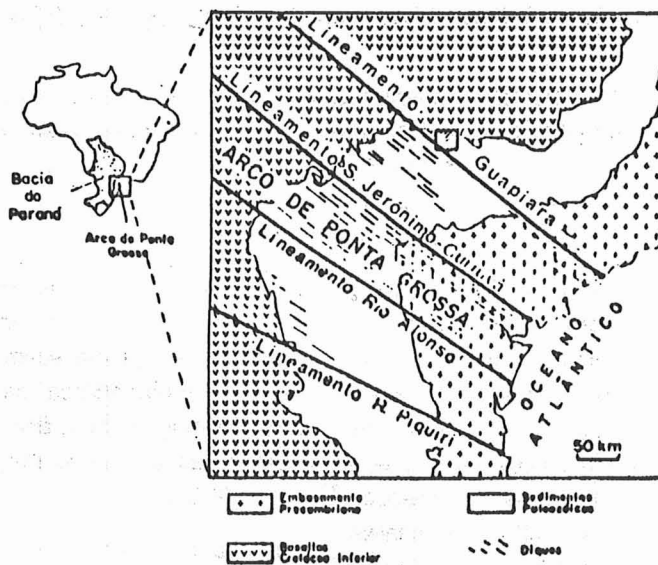 Bacia
do
Paraná
Arco de Ponta
Grossa
Lineamento Guapiara
Lineamento S. Jerônimo-Curiúva
ARCO DE PONTA GROSSA
Lineamento Rio Alonso
Lineamento R. Piquiri
OCEANO
ATLÂNTICO
50 km
Embasamento
Precambriano
Sedimentos
Paleozóicos
Basaltos
Cretáceo Inferior
Diques